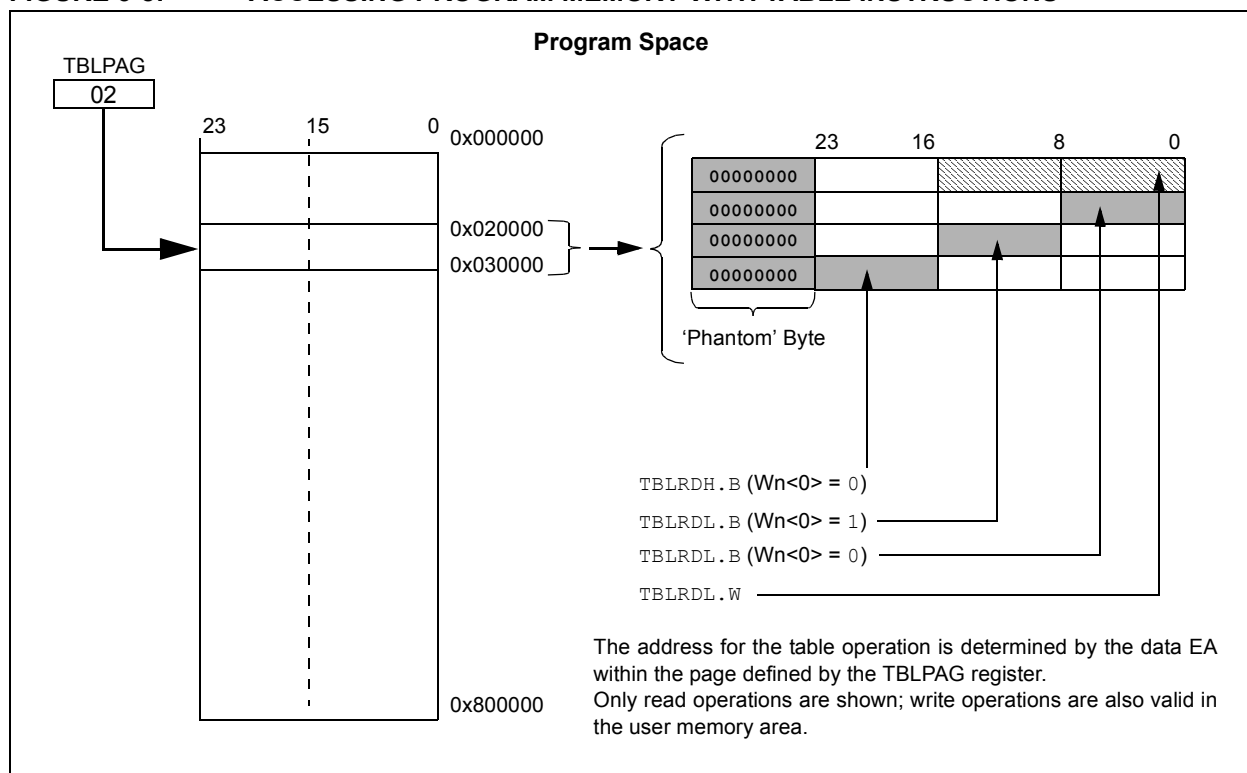 Program Space
TBLPAG
02
23 15 0
0x000000
0x020000
0x030000
0x800000
23 16 8 0
00000000
00000000
00000000
00000000
‘Phantom’ Byte
TBLRDH.B (Wn<0> = 0)
TBLRDL.B (Wn<0> = 1)
TBLRDL.B (Wn<0> = 0)
TBLRDL.W
The address for the table operation is determined by the data EA
within the page defined by the TBLPAG register.
Only read operations are shown; write operations are also valid in
the user memory area.